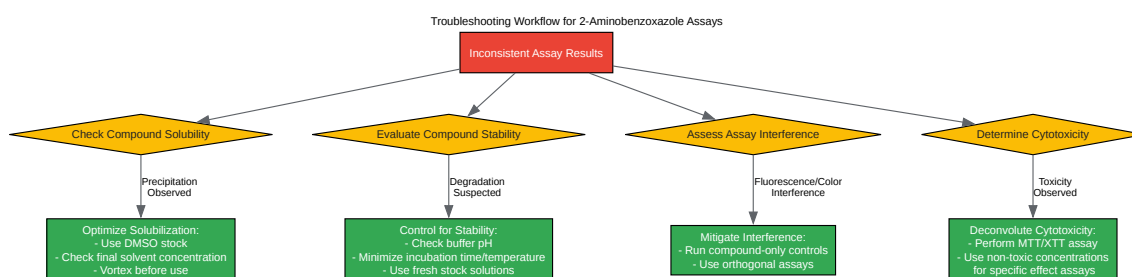 Troubleshooting Workflow for 2-Aminobenzoxazole Assays
Inconsistent Assay Results
Check Compound Solubility
Evaluate Compound Stability
Assess Assay Interference
Determine Cytotoxicity
Precipitation
Observed
Degradation
Suspected
Fluorescence/Color
Interference
Toxicity
Observed
Optimize Solubilization:
- Use DMSO stock
- Check final solvent concentration
- Vortex before use
Control for Stability:
- Check buffer pH
- Minimize incubation time/temperature
- Use fresh stock solutions
Mitigate Interference:
- Run compound-only controls
- Use orthogonal assays
Deconvolute Cytotoxicity:
- Perform MTT/XTT assay
- Use non-toxic concentrations
for specific effect assays